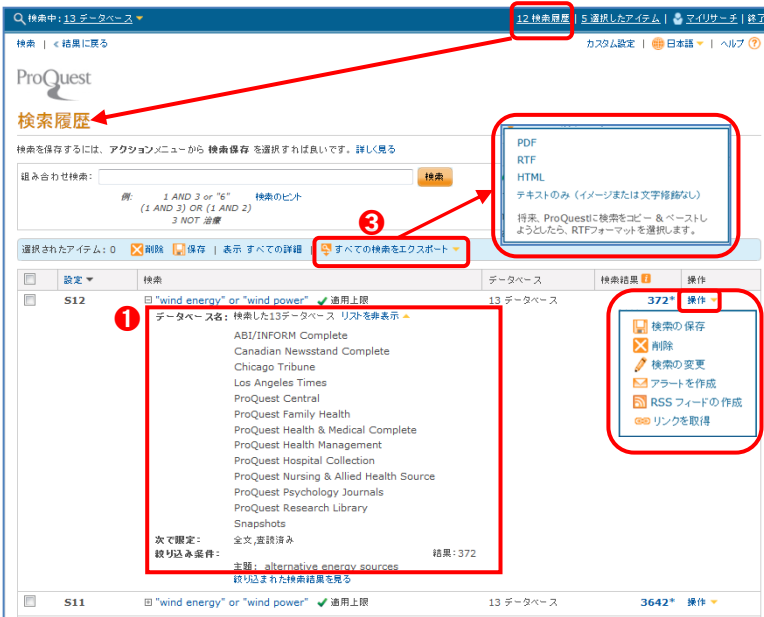 検索中: 13 データベース 12 検索履歴 | 5 選択したアイテム | マイリサーチ | 終了
検索 | «結果に戻る カスタム設定 | 日本語 | ヘルプ ?
ProQuest
検索履歴
検索を保存するには、アクションメニューから 検索保存 を選択すれば良いです。詳しく見る
PDF
RTF
HTML
テキストのみ（イメージまたは文字修飾なし）
将来、ProQuestに検索をコピー & ペーストし
ようとしたら、RTFフォーマットを選択します。
組み合わせ検索: 検索
例: 1 AND 3 or "6" 検索のヒント
(1 AND 3) OR (1 AND 2)
3 NOT 治療
❸
選択されたアイテム: 0 削除 保存 | 表示 すべての詳細 | すべての検索をエクスポート
設定 検索 データベース 検索結果 操作
S12 "wind energy" or "wind power" 適用上限 13 データベース 372* 操作
❶
データベース名: 検索した13データベース リストを非表示
ABI/INFORM Complete
Canadian Newsstand Complete
Chicago Tribune
Los Angeles Times
ProQuest Central
ProQuest Family Health
ProQuest Health & Medical Complete
ProQuest Health Management
ProQuest Hospital Collection
ProQuest Nursing & Allied Health Source
ProQuest Psychology Journals
ProQuest Research Library
Snapshots
次で限定: 全文,査読済み
絞り込み条件: 結果: 372
主題: alternative energy sources
絞り込まれた検索結果を見る
検索の保存
削除
検索の変更
アラートを作成
RSS フィードの作成
リンクを取得
S11 "wind energy" or "wind power" 適用上限 13 データベース 3642* 操作